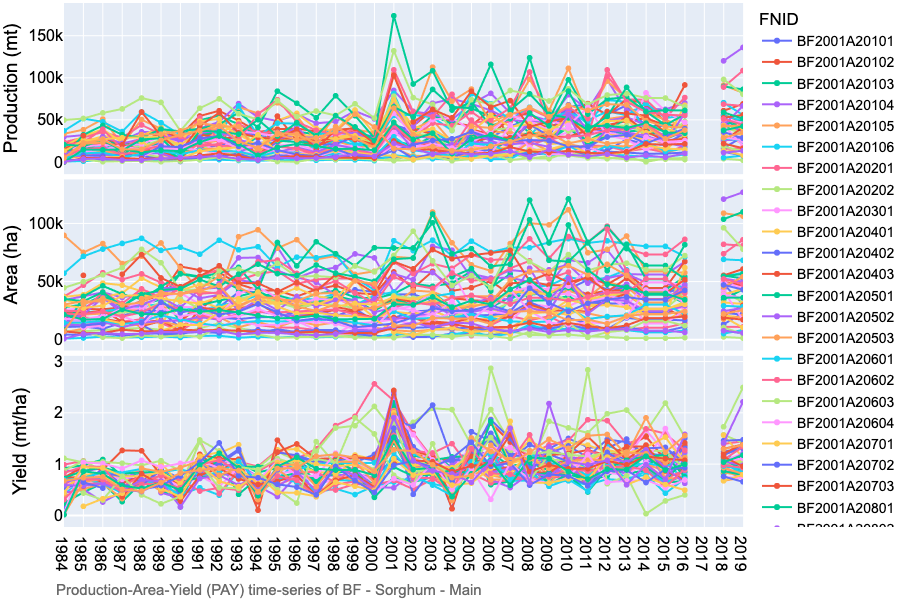 FNID
Production (mt)
150k
100k
50k
0
Area (ha)
100k
50k
0
Yield (mt/ha)
3
2
1
0
BF2001A20101
BF2001A20102
BF2001A20103
BF2001A20104
BF2001A20105
BF2001A20106
BF2001A20201
BF2001A20202
BF2001A20301
BF2001A20401
BF2001A20402
BF2001A20403
BF2001A20501
BF2001A20502
BF2001A20503
BF2001A20601
BF2001A20602
BF2001A20603
BF2001A20604
BF2001A20701
BF2001A20702
BF2001A20703
BF2001A20801
1984 1985 1986 1987 1988 1989 1990 1991 1992 1993 1994 1995 1996 1997 1998 1999 2000 2001 2002 2003 2004 2005 2006 2007 2008 2009 2010 2011 2012 2013 2014 2015 2016 2017 2018 2019
Production-Area-Yield (PAY) time-series of BF - Sorghum - Main